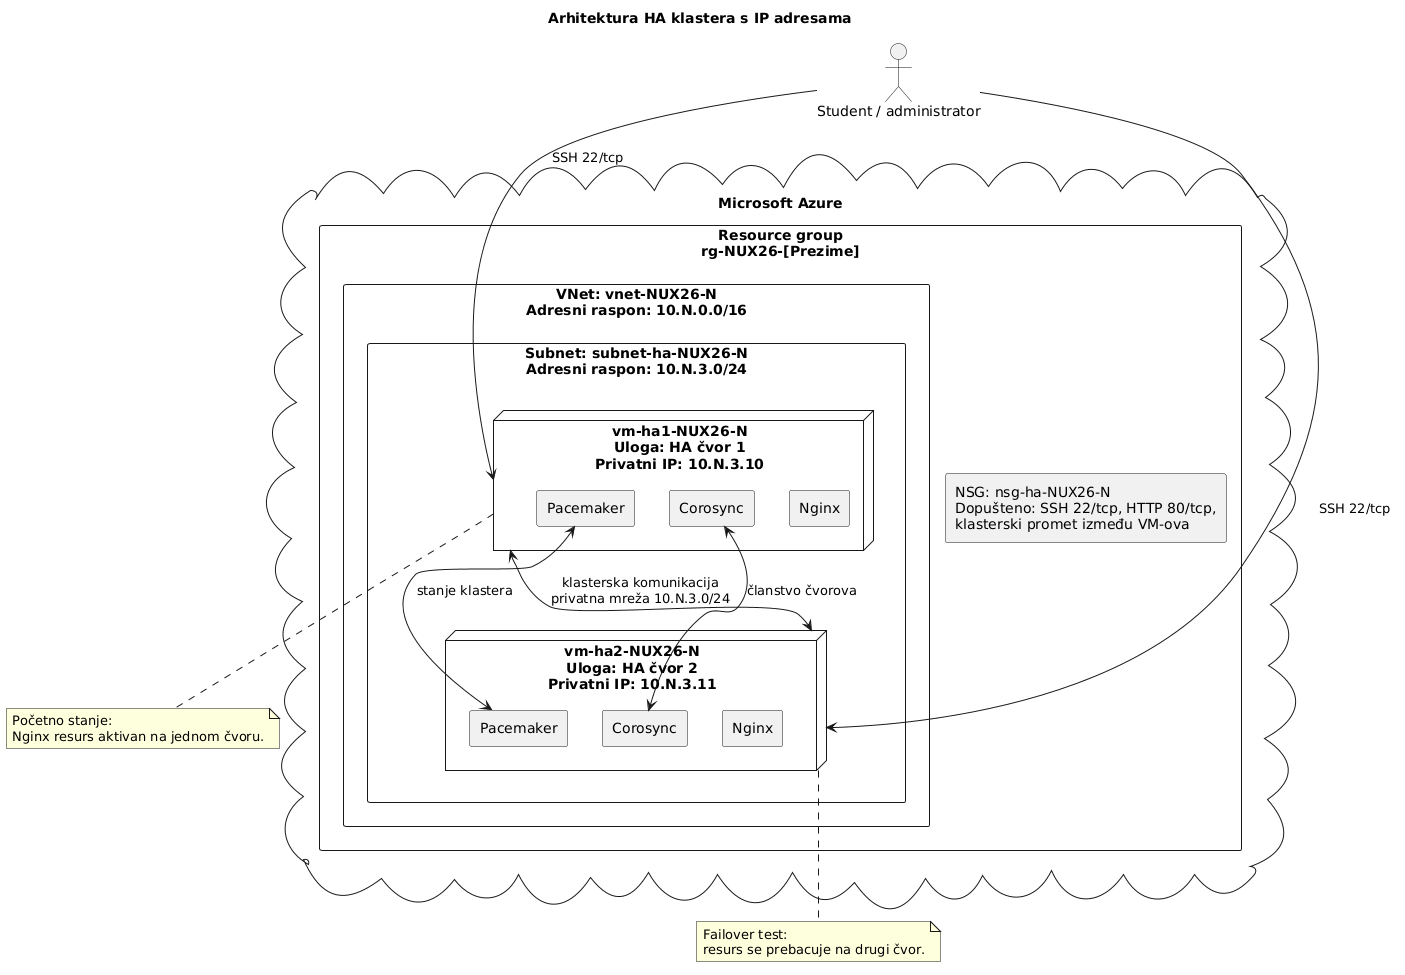 Arhitektura HA klastera s IP adresama
Student / administrator
SSH 22/tcp
Microsoft Azure
Resource group
rg-NUX26-[Prezime]
VNet: vnet-NUX26-N
Adresni raspon: 10.N.0.0/16
Subnet: subnet-ha-NUX26-N
Adresni raspon: 10.N.3.0/24
vm-ha1-NUX26-N
Uloga: HA čvor 1
Privatni IP: 10.N.3.10
Pacemaker
Corosync
Nginx
NSG: nsg-ha-NUX26-N
Dopušteno: SSH 22/tcp, HTTP 80/tcp,
klasterski promet između VM-ova
SSH 22/tcp
stanje klastera
klasterska komunikacija
privatna mreža 10.N.3.0/24
članstvo čvorova
vm-ha2-NUX26-N
Uloga: HA čvor 2
Privatni IP: 10.N.3.11
Pacemaker
Corosync
Nginx
Početno stanje:
Nginx resurs aktivan na jednom čvoru.
Failover test:
resurs se prebacuje na drugi čvor.